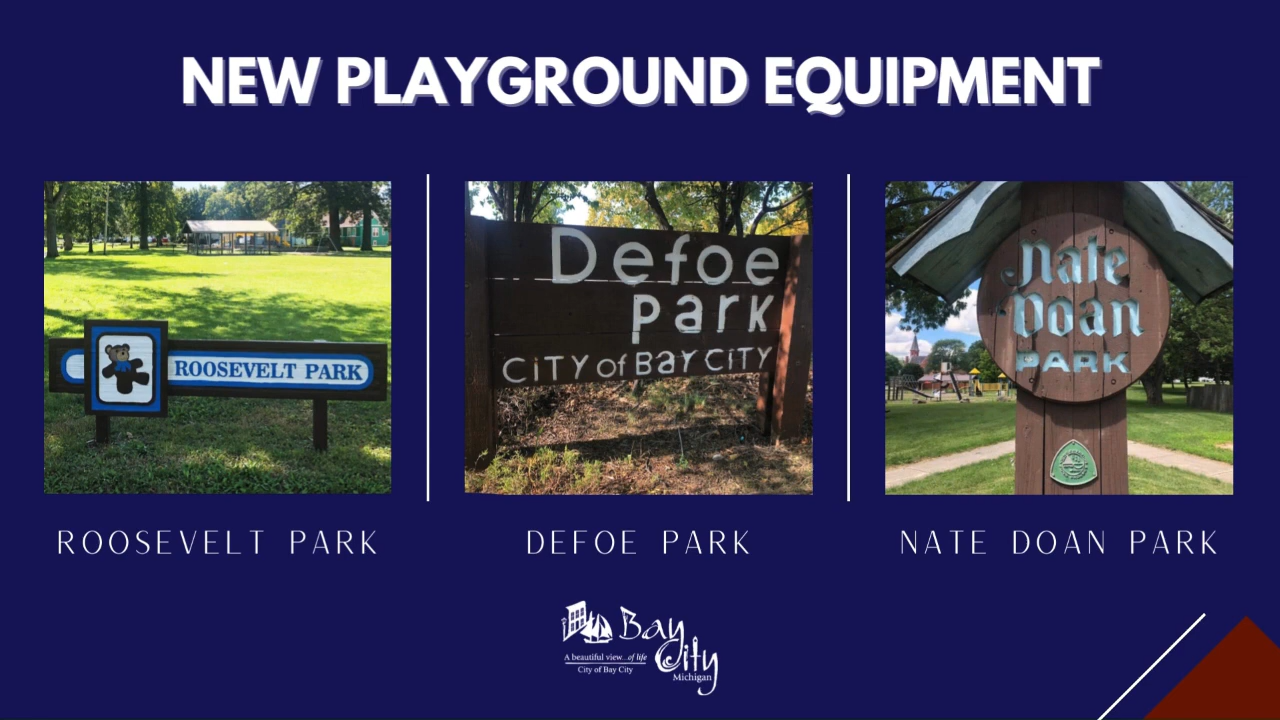 NEW PLAYGROUND EQUIPMENT
ROOSEVELT PARK
Defoe
park
CiTY of BaY CiTY
Nate
Doan
PARK
ROOSEVELT PARK
DEFOE PARK
NATE DOAN PARK
Bay
City
A beautiful view...of life
City of Bay City
Michigan